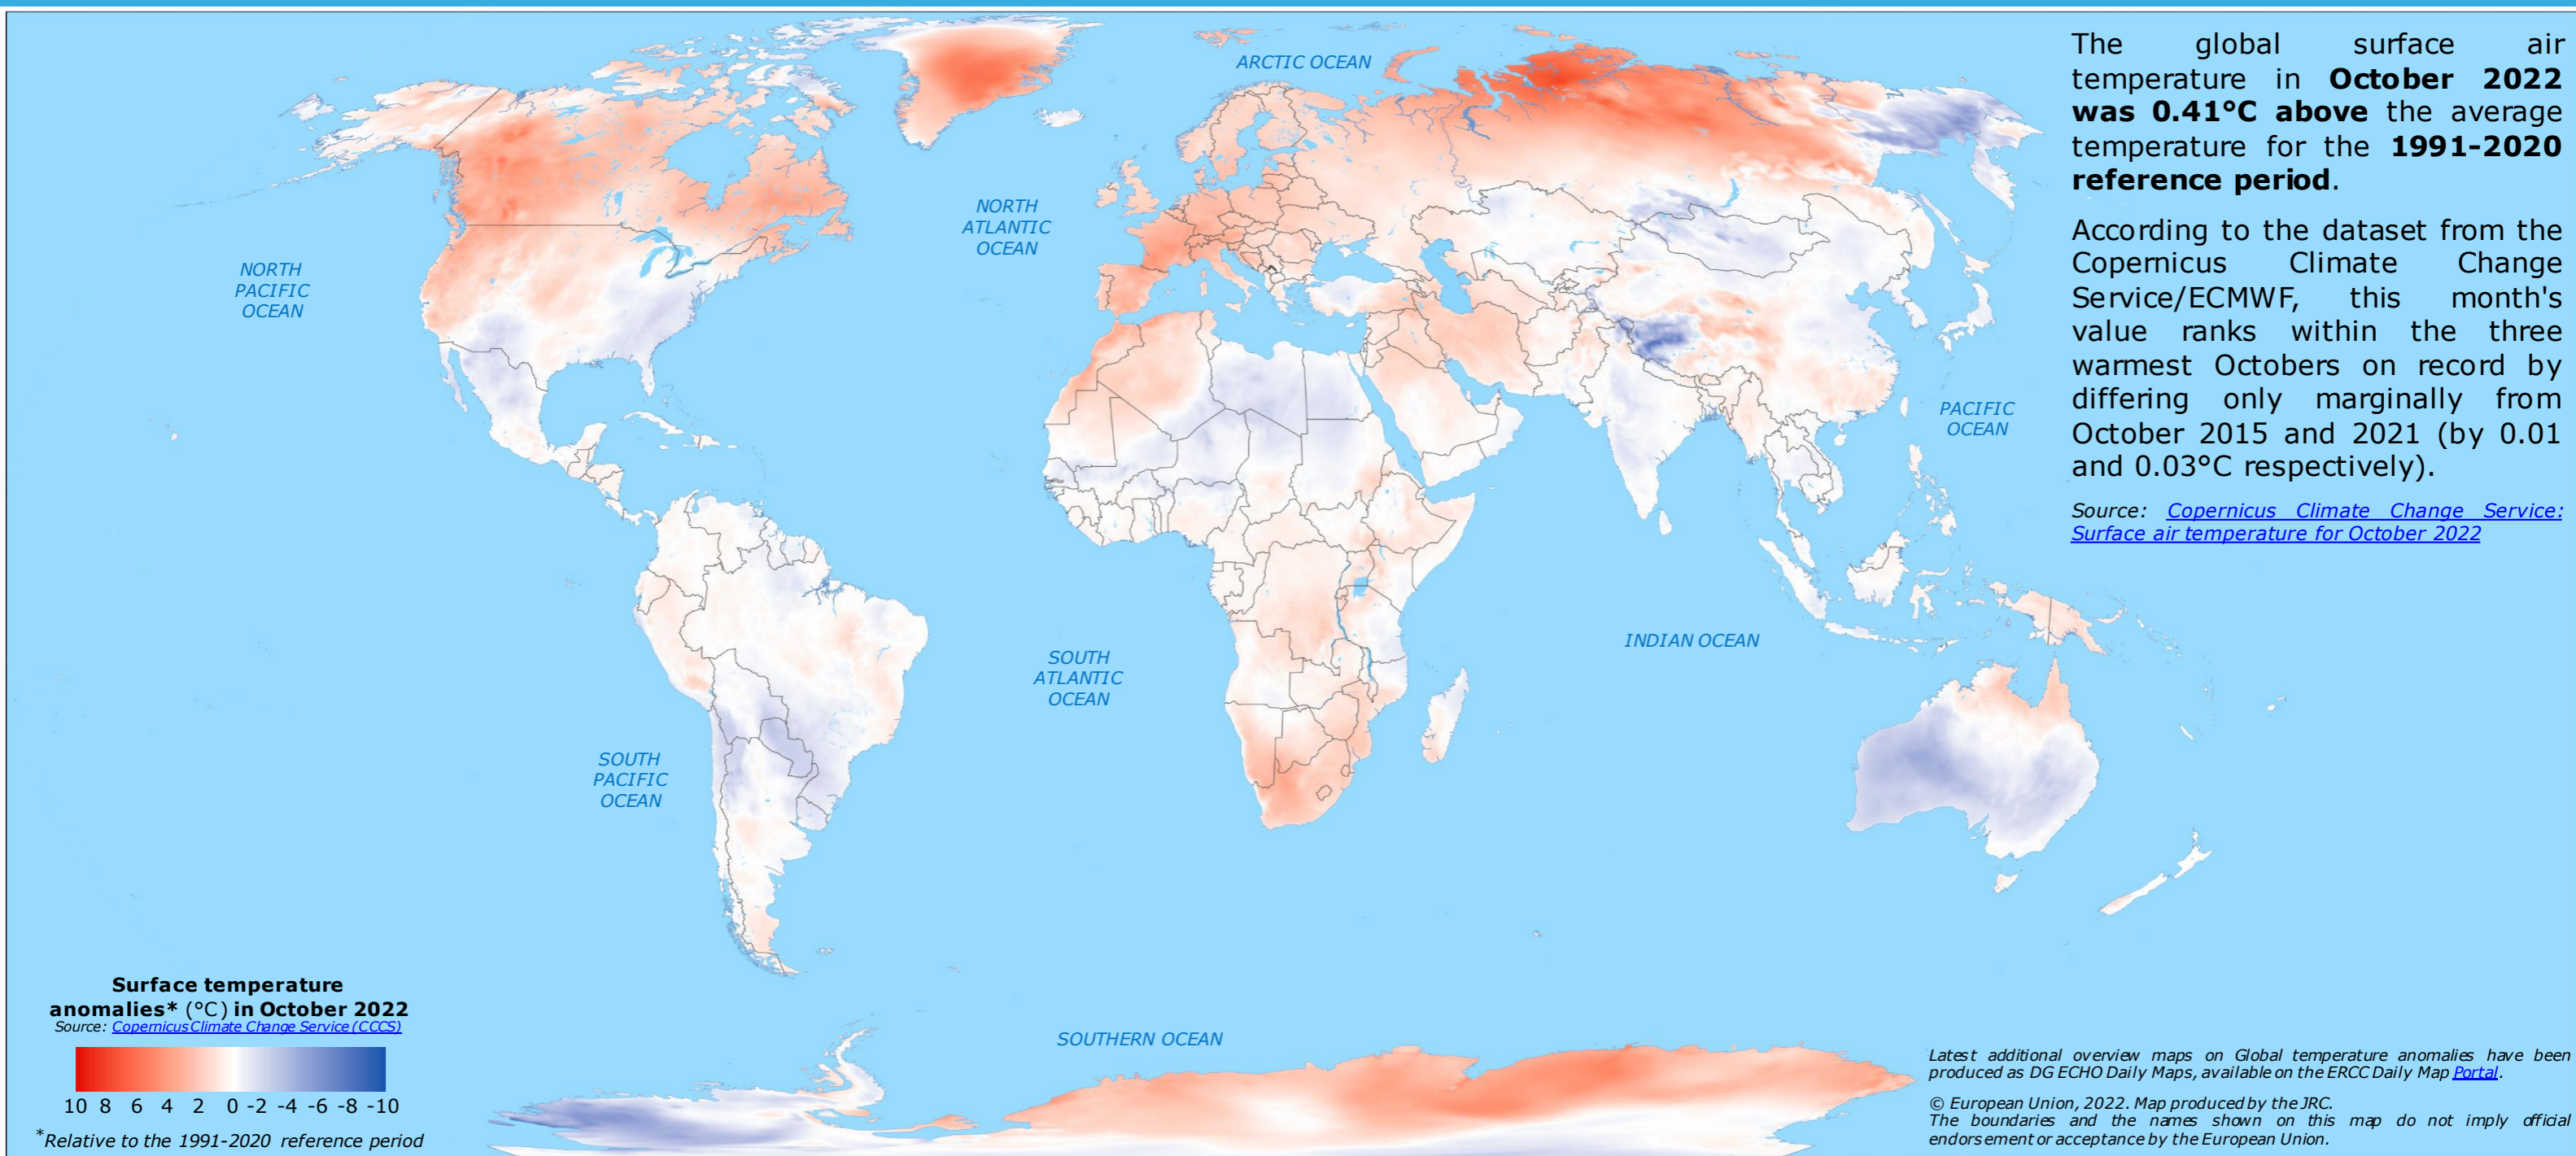 The global surface air
temperature in October 2022
was 0.41°C above the average
temperature for the 1991-2020
reference period.
According to the dataset from the
Copernicus Climate Change
Service/ECMWF, this month's
value ranks within the three
warmest Octobers on record by
differing only marginally from
October 2015 and 2021 (by 0.01
and 0.03°C respectively).
Source: Copernicus Climate Change Service:
Surface air temperature for October 2022
ARCTIC OCEAN
NORTH
ATLANTIC
OCEAN
NORTH
PACIFIC
OCEAN
PACIFIC
OCEAN
INDIAN OCEAN
SOUTH
ATLANTIC
OCEAN
SOUTH
PACIFIC
OCEAN
SOUTHERN OCEAN
Surface temperature
anomalies* (°C) in October 2022
Source: Copernicus Climate Change Service (CCCS)
10 8 6 4 2 0 -2 -4 -6 -8 -10
*Relative to the 1991-2020 reference period
Latest additional overview maps on Global temperature anomalies have been
produced as DG ECHO Daily Maps, available on the ERCC Daily Map Portal.
© European Union, 2022. Map produced by the JRC.
The boundaries and the names shown on this map do not imply official
endorsement or acceptance by the European Union.